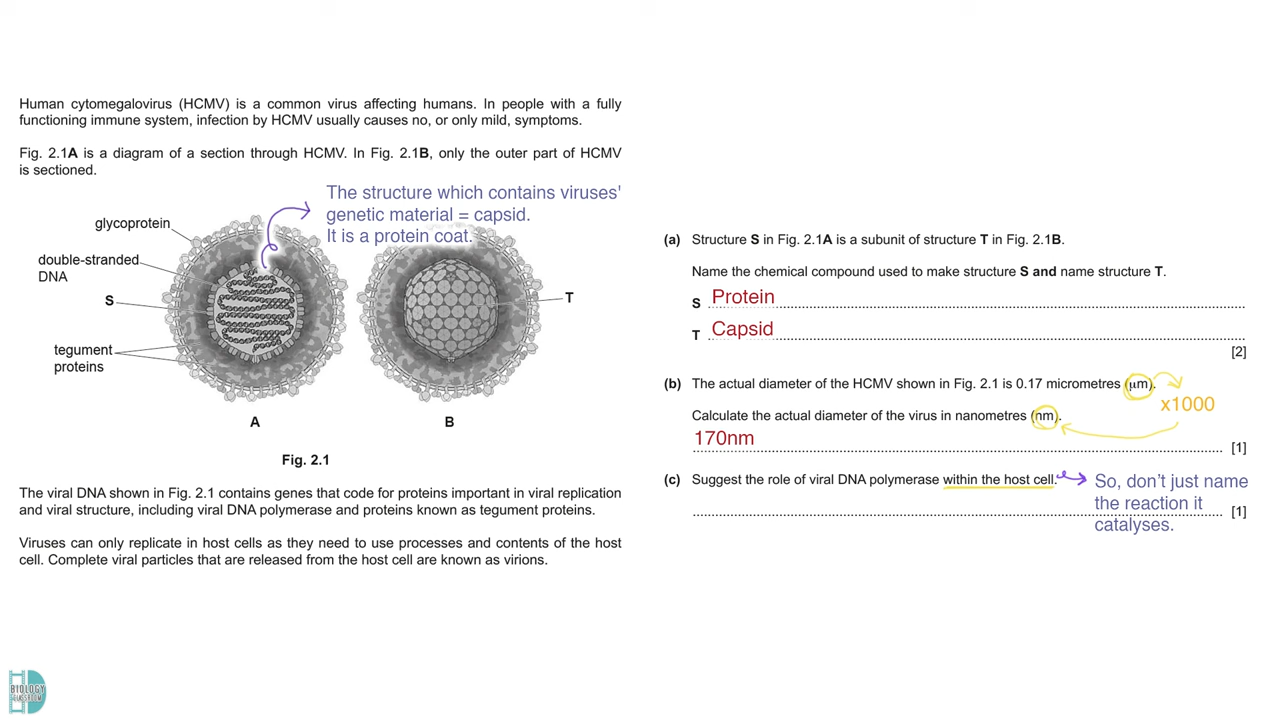 Human cytomegalovirus (HCMV) is a common virus affecting humans. In people with a fully
functioning immune system, infection by HCMV usually causes no, or only mild, symptoms.
Fig. 2.1A is a diagram of a section through HCMV. In Fig. 2.1B, only the outer part of HCMV
is sectioned.
The structure which contains viruses'
genetic material = capsid.
It is a protein coat.
glycoprotein
double-stranded
DNA
S
T
tegument
proteins
A
B
Fig. 2.1
The viral DNA shown in Fig. 2.1 contains genes that code for proteins important in viral replication
and viral structure, including viral DNA polymerase and proteins known as tegument proteins.
Viruses can only replicate in host cells as they need to use processes and contents of the host
cell. Complete viral particles that are released from the host cell are known as virions.
(a) Structure S in Fig. 2.1A is a subunit of structure T in Fig. 2.1B.
Name the chemical compound used to make structure S and name structure T.
S Protein
T Capsid
[2]
(b) The actual diameter of the HCMV shown in Fig. 2.1 is 0.17 micrometres (μm).
x1000
Calculate the actual diameter of the virus in nanometres (nm).
170nm
[1]
(c) Suggest the role of viral DNA polymerase within the host cell.
So, don't just name
the reaction it
catalyses.
[1]
BIOLOGY
CLASSROOM